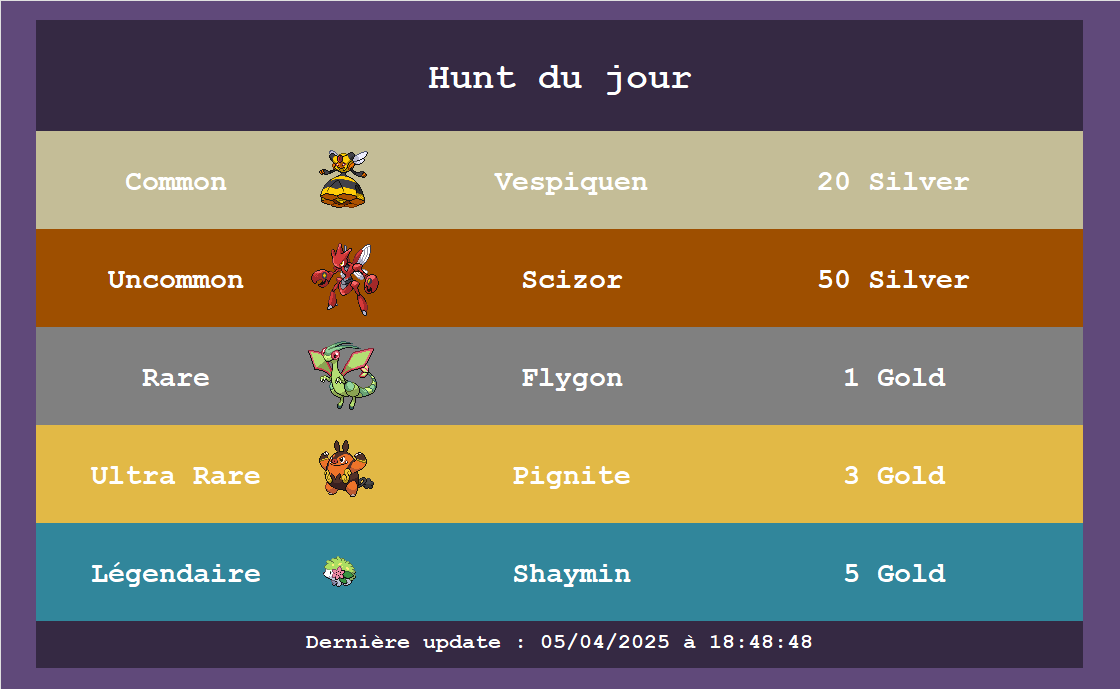 Hunt du jour
Common Vespiquen 20 Silver
Uncommon Scizor 50 Silver
Rare Flygon 1 Gold
Ultra Rare Pignite 3 Gold
Légendaire Shaymin 5 Gold
Dernière update : 05/04/2025 à 18:48:48